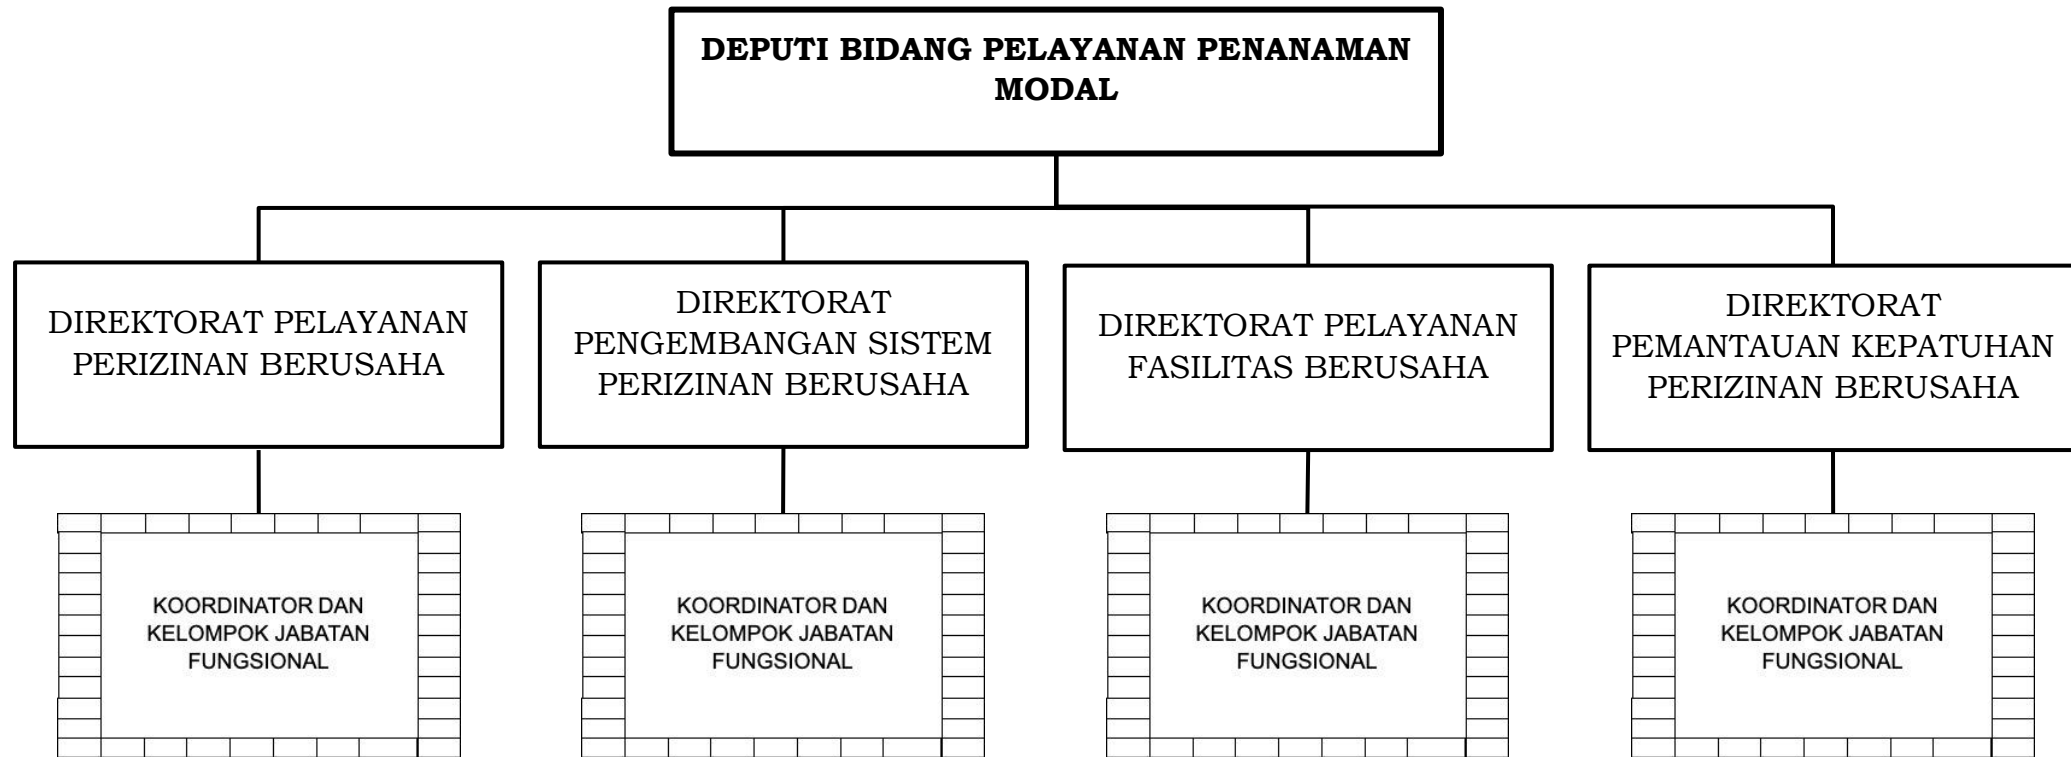 DEPUTI BIDANG PELAYANAN PENANAMAN
MODAL
DIREKTORAT PELAYANAN
PERIZINAN BERUSAHA
DIREKTORAT
PENGEMBANGAN SISTEM
PERIZINAN BERUSAHA
DIREKTORAT PELAYANAN
FASILITAS BERUSAHA
DIREKTORAT
PEMANTAUAN KEPATUHAN
PERIZINAN BERUSAHA
KOORDINATOR DAN
KELOMPOK JABATAN
FUNGSIONAL
KOORDINATOR DAN
KELOMPOK JABATAN
FUNGSIONAL
KOORDINATOR DAN
KELOMPOK JABATAN
FUNGSIONAL
KOORDINATOR DAN
KELOMPOK JABATAN
FUNGSIONAL